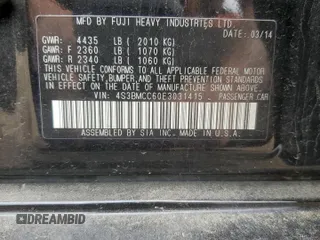 MFD BY FUJI HEAVY INDUSTRIES LTD.
DATE: 03/14
GVWR: 4435 LB ( 2010 KG)
GAWR: F 2360 LB ( 1070 KG)
GAWR: R 2340 LB ( 1060 KG)
THIS VEHICLE CONFORMS TO ALL APPLICABLE FEDERAL MOTOR
VEHICLE SAFETY, BUMPER, AND THEFT PREVENTION STANDARDS
IN EFFECT ON THE DATE OF MANUFACTURE SHOWN ABOVE.
VIN: 4S3BMCC60E3031415 PASSENGER CAR
ASSEMBLED BY SIA INC. MADE IN U.S.A.
DREAMBID